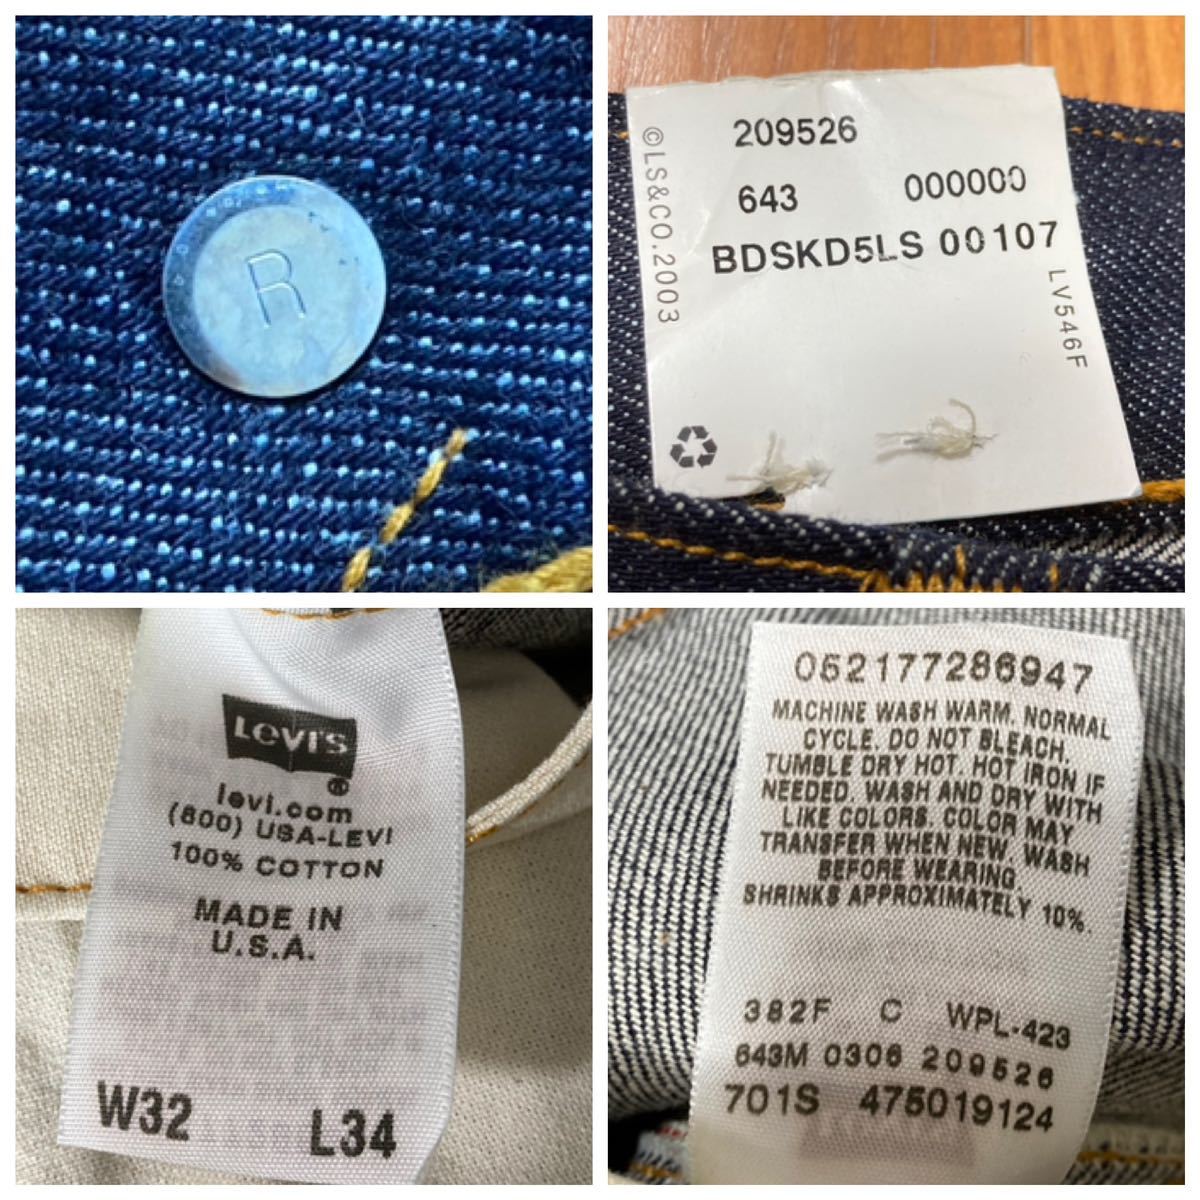 R
209526
643 000000
BDSKD5LS 00107
©LS&CO.2003
LV546F
Levi's
®
levi.com
(800) USA-LEVI
100% COTTON
MADE IN
U.S.A.
W32 L34
052177286947
MACHINE WASH WARM. NORMAL
CYCLE. DO NOT BLEACH.
TUMBLE DRY HOT. HOT IRON IF
NEEDED. WASH AND DRY WITH
LIKE COLORS. COLOR MAY
TRANSFER WHEN NEW. WASH
BEFORE WEARING.
SHRINKS APPROXIMATELY 10%.
382F C WPL-423
643M 0306 209526
701S 475019124